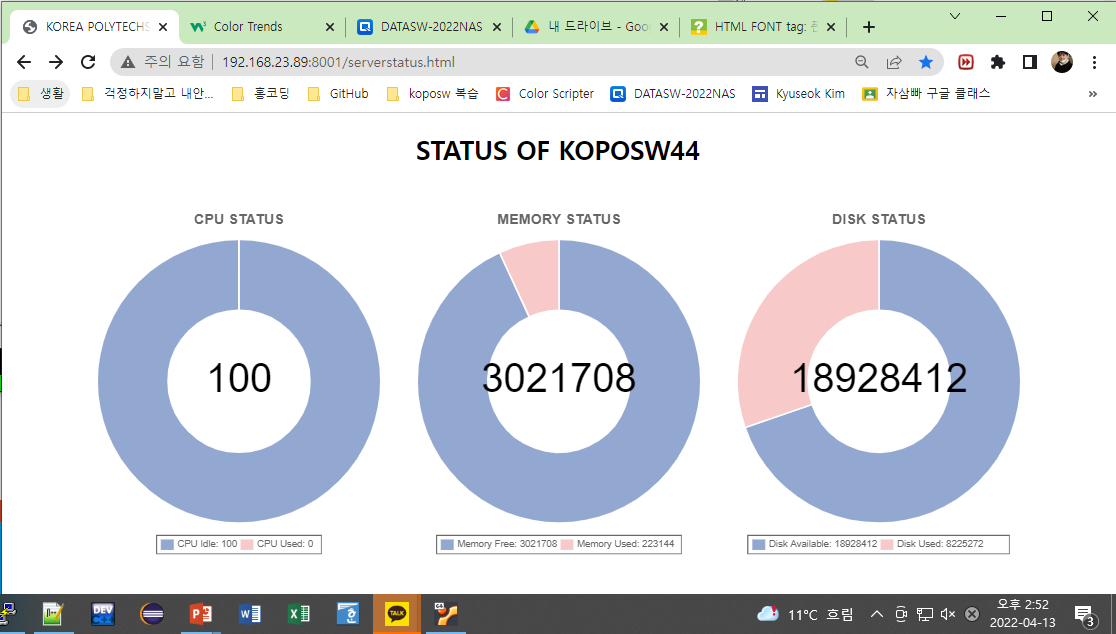 KOREA POLYTECHS
Color Trends
DATASW-2022NAS
내 드라이브 - Goo
HTML FONT tag:
주의 요함 | 192.168.23.89:8001/serverstatus.html
생활
걱정하지말고 내안...
홍코딩
GitHub
koposw 복습
Color Scripter
DATASW-2022NAS
Kyuseok Kim
자삼빠 구글 클래스
»
STATUS OF KOPOSW44
CPU STATUS
MEMORY STATUS
DISK STATUS
100
3021708
18928412
CPU Idle: 100 CPU Used: 0
Memory Free: 3021708 Memory Used: 223144
Disk Available: 18928412 Disk Used: 8225272
DEV
TALK
11°C 흐림
오후 2:52
2022-04-13
3